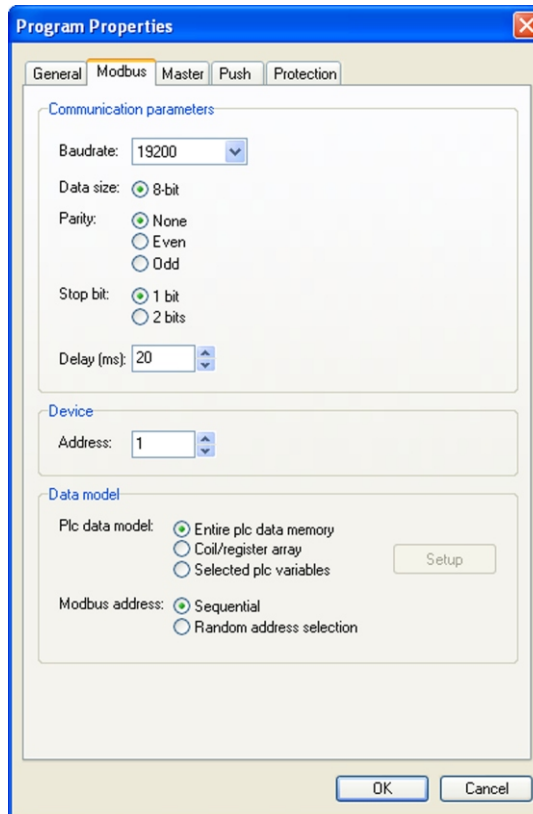 Program Properties
General Modbus Master Push Protection
Communication parameters
Baudrate: 19200
Data size: 8-bit
Parity: None
Even
Odd
Stop bit: 1 bit
2 bits
Delay (ms): 20
Device
Address: 1
Data model
Plc data model: Entire plc data memory
Coil/register array
Setup
Selected plc variables
Modbus address: Sequential
Random address selection
OK Cancel